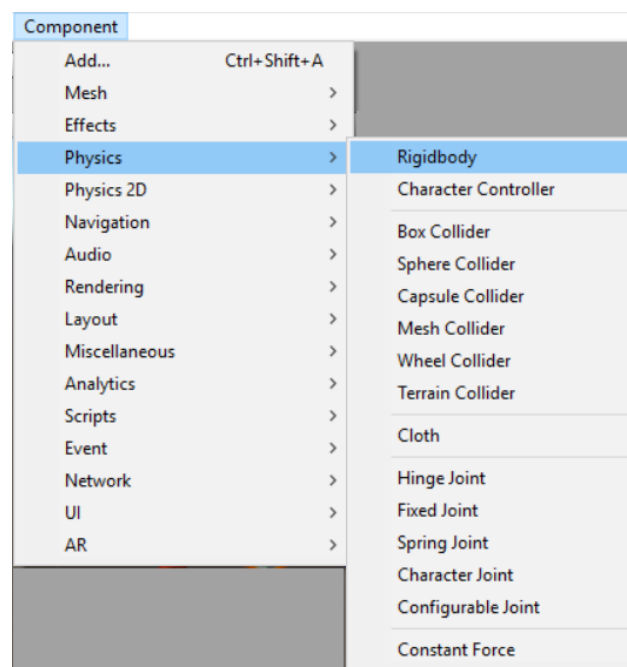 Component
Add... Ctrl+Shift+A
Mesh
Effects
Physics
Physics 2D
Navigation
Audio
Rendering
Layout
Miscellaneous
Analytics
Scripts
Event
Network
UI
AR
Rigidbody
Character Controller
Box Collider
Sphere Collider
Capsule Collider
Mesh Collider
Wheel Collider
Terrain Collider
Cloth
Hinge Joint
Fixed Joint
Spring Joint
Character Joint
Configurable Joint
Constant Force